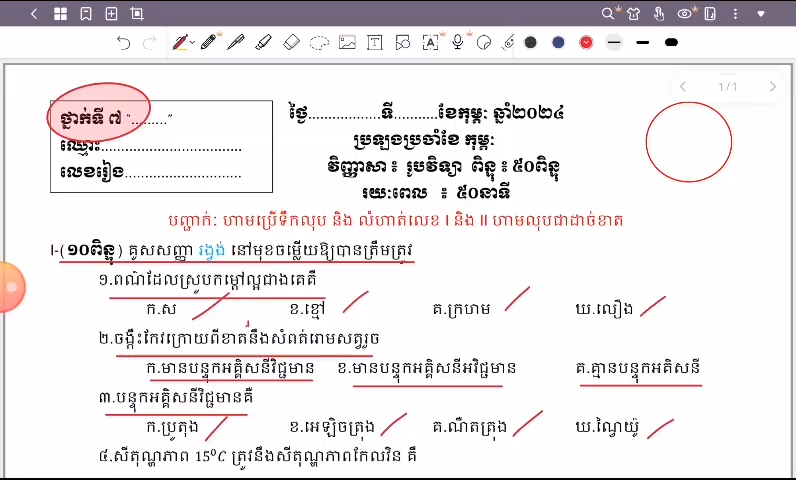 1/1
ថ្នាក់ទី ៧ "........."
ឈ្មោះ.................................
លេខរៀង...........................
ថ្ងៃ.................ទី..........ខែកុម្ភៈ ឆ្នាំ២០២៤
ប្រឡងប្រចាំខែ កុម្ភៈ
វិញ្ញាសា៖ រូបវិទ្យា ពិន្ទុ៖ ៥០ពិន្ទុ
រយៈពេល ៖ ៥០នាទី
បញ្ជាក់: ហាមប្រើទឹកលុប និង លំហាត់លេខ I និង II ហាមលុបជាដាច់ខាត
I-(១០ពិន្ទុ) គូសសញ្ញា រង្វង់ នៅមុខចម្លើយឱ្យបានត្រឹមត្រូវ
១.ពណ៌ដែលស្រូបកម្ដៅល្អជាងគេគឺ
ក.ស ខ.ខ្មៅ គ.ក្រហម ឃ.លឿង
២.ចង្កឹះកែវក្រោយពីខាតនឹងសំពត់រោមសត្វរួច
ក.មានបន្ទុកអគ្គិសនីវិជ្ជមាន ខ.មានបន្ទុកអគ្គិសនីអវិជ្ជមាន គ.គ្មានបន្ទុកអគិសនី
៣.បន្ទុកអគ្គិសនីវិជ្ជមានគឺ
ក.ប្រូតុង ខ.អេឡិចត្រុង គ.ណឺតត្រុង ឃ.ណ្វៃយ៉ូ
៤.សីតុណ្ហភាព 15⁰C ត្រូវនឹងសីតុណ្ហភាពកែលវិន គឺ